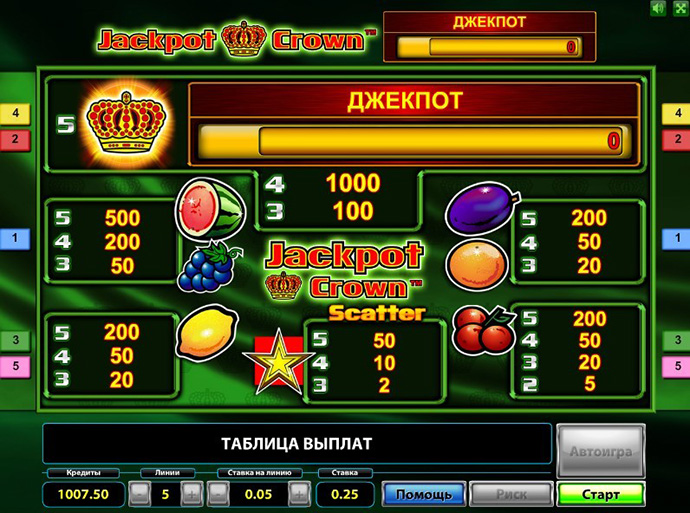 Jackpot Crown™
ДЖЕКПОТ
0
5
ДЖЕКПОТ
0
4 1000
3 100
5 500
4 200
3 50
5 200
4 50
3 20
Jackpot
Crown™
5 200
4 50
3 20
Scatter
5 50
4 10
3 2
5 200
4 50
3 20
2 5
4
2
1
3
5
4
2
1
3
5
ТАБЛИЦА ВЫПЛАТ
Автоигра
Кредиты Линии Ставка на линию Ставка
1007.50 - 5 + - 0.05 + 0.25
Помощь Риск Старт